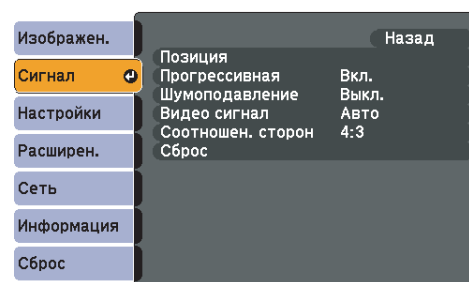 Изображен.
Сигнал
Настройки
Расширен.
Сеть
Информация
Сброс
Назад
Позиция
Прогрессивная Вкл.
Шумоподавление Выкл.
Видео сигнал Авто
Соотношен. сторон 4:3
Сброс